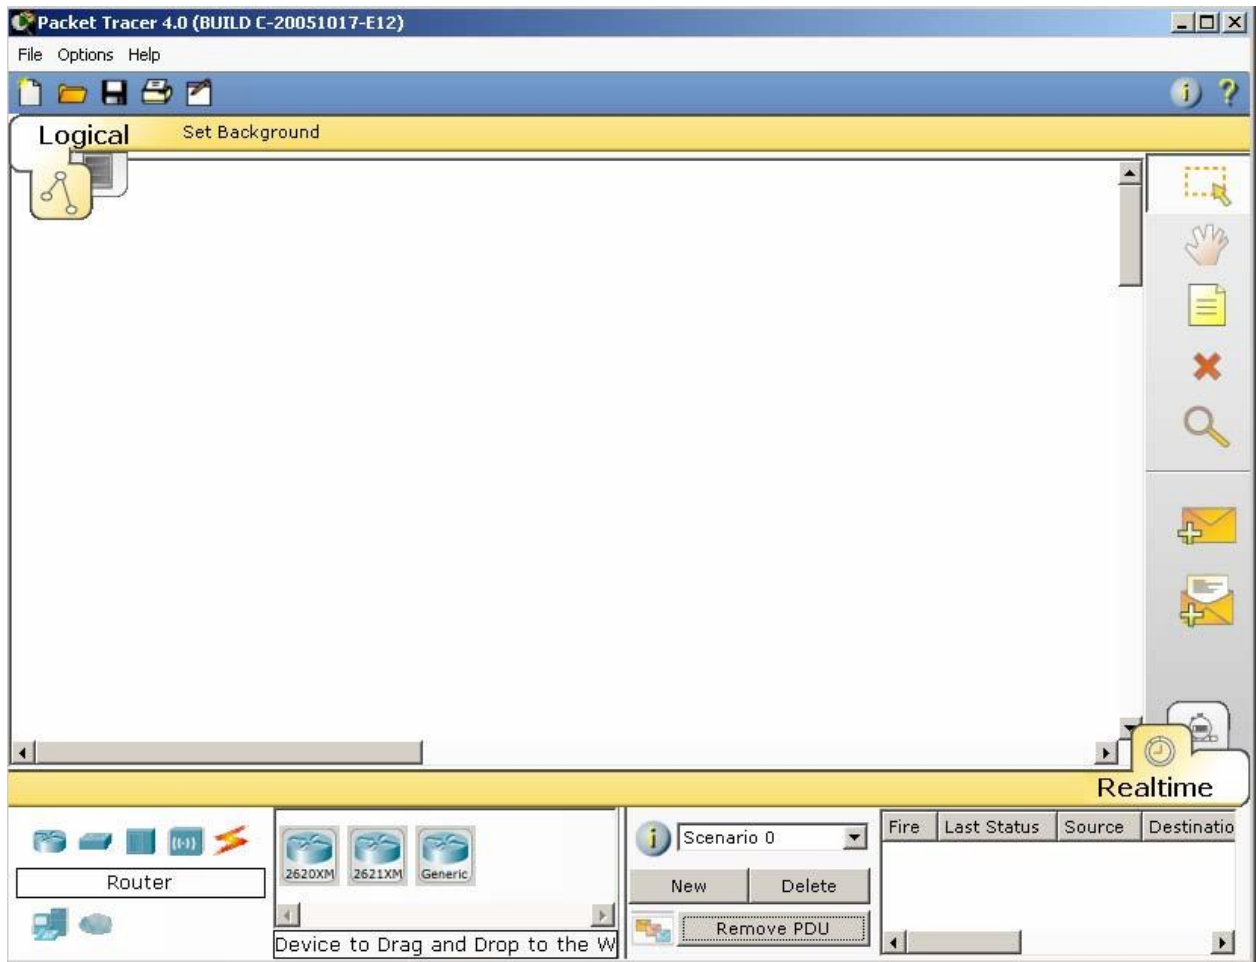 Packet Tracer 4.0 (BUILD C-20051017-E12)
File Options Help
Logical Set Background
Realtime
Router
2620XM 2621XM Generic
Device to Drag and Drop to the W
Scenario 0
New Delete
Remove PDU
Fire Last Status Source Destinatio